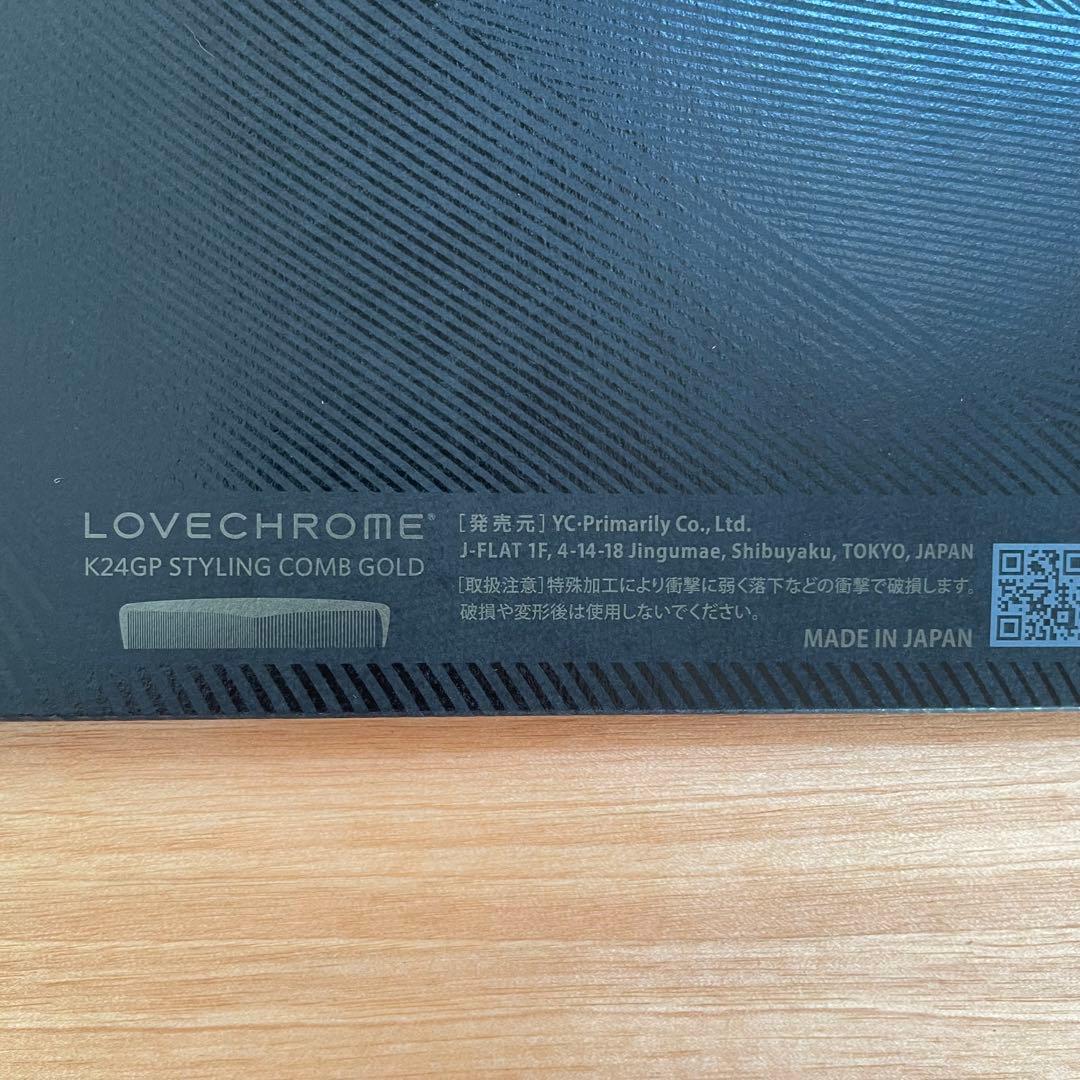 LOVECHROME®
K24GP STYLING COMB GOLD
[発売元] YC・Primarily Co., Ltd.
J-FLAT 1F, 4-14-18 Jingumae, Shibuyaku, TOKYO, JAPAN
[取扱注意] 特殊加工により衝撃に弱く落下などの衝撃で破損します。
破損や変形後は使用しないでください。
MADE IN JAPAN